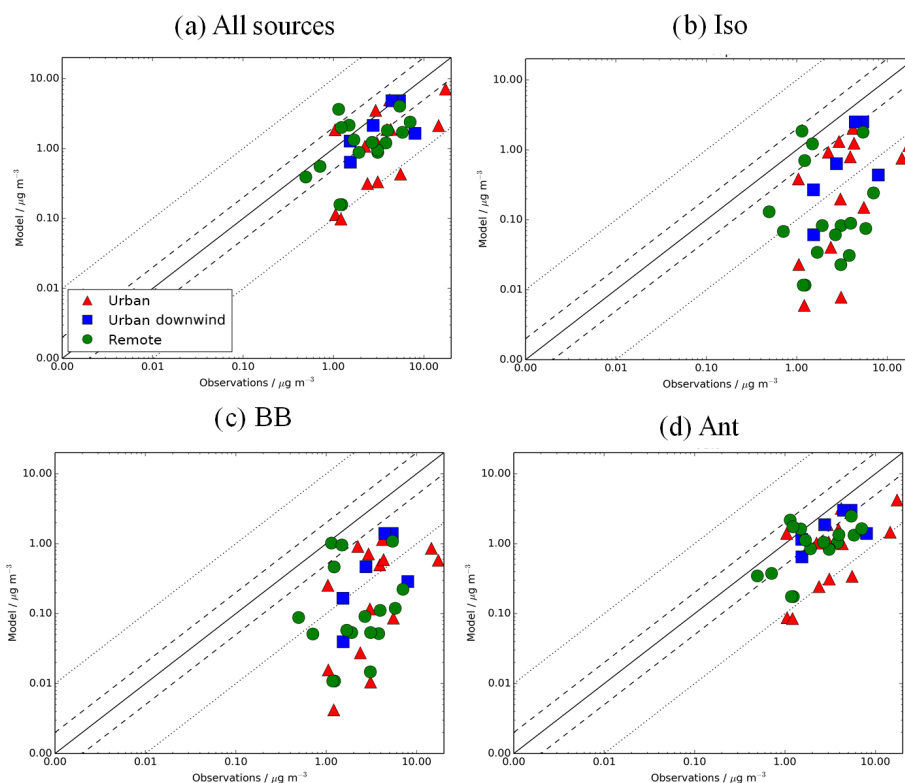 (a) All sources
10.00
1.00
0.10
0.01
0.00
Model / μg m⁻³
Urban
Urban downwind
Remote
0.00 0.01 0.10 1.00 10.00
Observations / μg m⁻³
(b) Iso
10.00
1.00
0.10
0.01
0.00
Model / μg m⁻³
0.00 0.01 0.10 1.00 10.00
Observations / μg m⁻³
(c) BB
10.00
1.00
0.10
0.01
0.00
Model / μg m⁻³
0.00 0.01 0.10 1.00 10.00
Observations / μg m⁻³
(d) Ant
10.00
1.00
0.10
0.01
0.00
Model / μg m⁻³
0.00 0.01 0.10 1.00 10.00
Observations / μg m⁻³